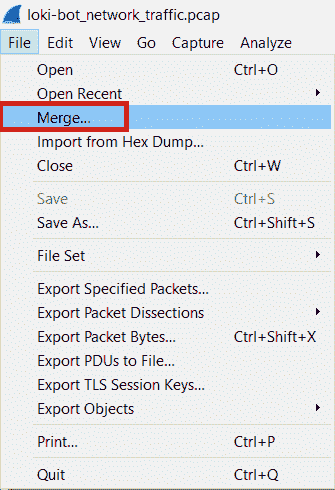 loki-bot_network_traffic.pcap
File Edit View Go Capture Analyze
Open Ctrl+O
Open Recent
Merge...
Import from Hex Dump...
Close Ctrl+W
Save Ctrl+S
Save As... Ctrl+Shift+S
File Set
Export Specified Packets...
Export Packet Dissections
Export Packet Bytes... Ctrl+Shift+X
Export PDUs to File...
Export TLS Session Keys...
Export Objects
Print... Ctrl+P
Quit Ctrl+Q